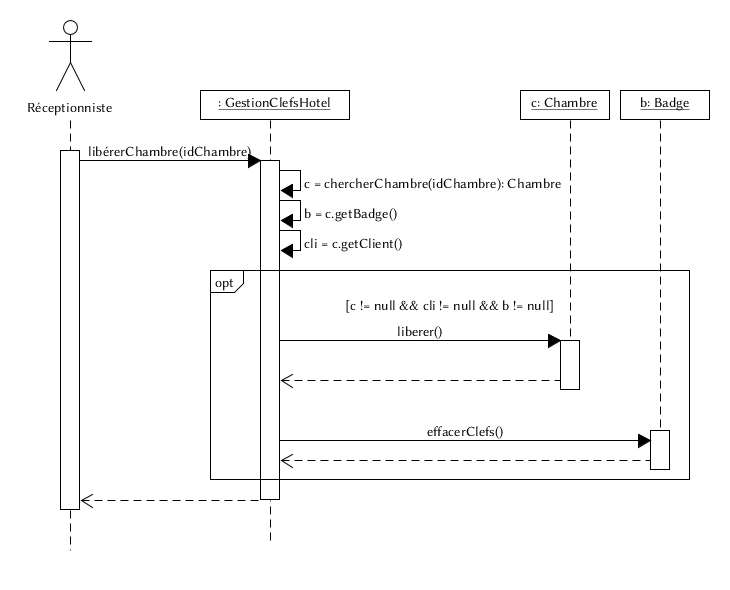 Réceptionniste
: GestionClefsHotel
c: Chambre
b: Badge
libérerChambre(idChambre)
c = chercherChambre(idChambre): Chambre
b = c.getBadge()
cli = c.getClient()
opt
[c != null && cli != null && b != null]
liberer()
effacerClefs()